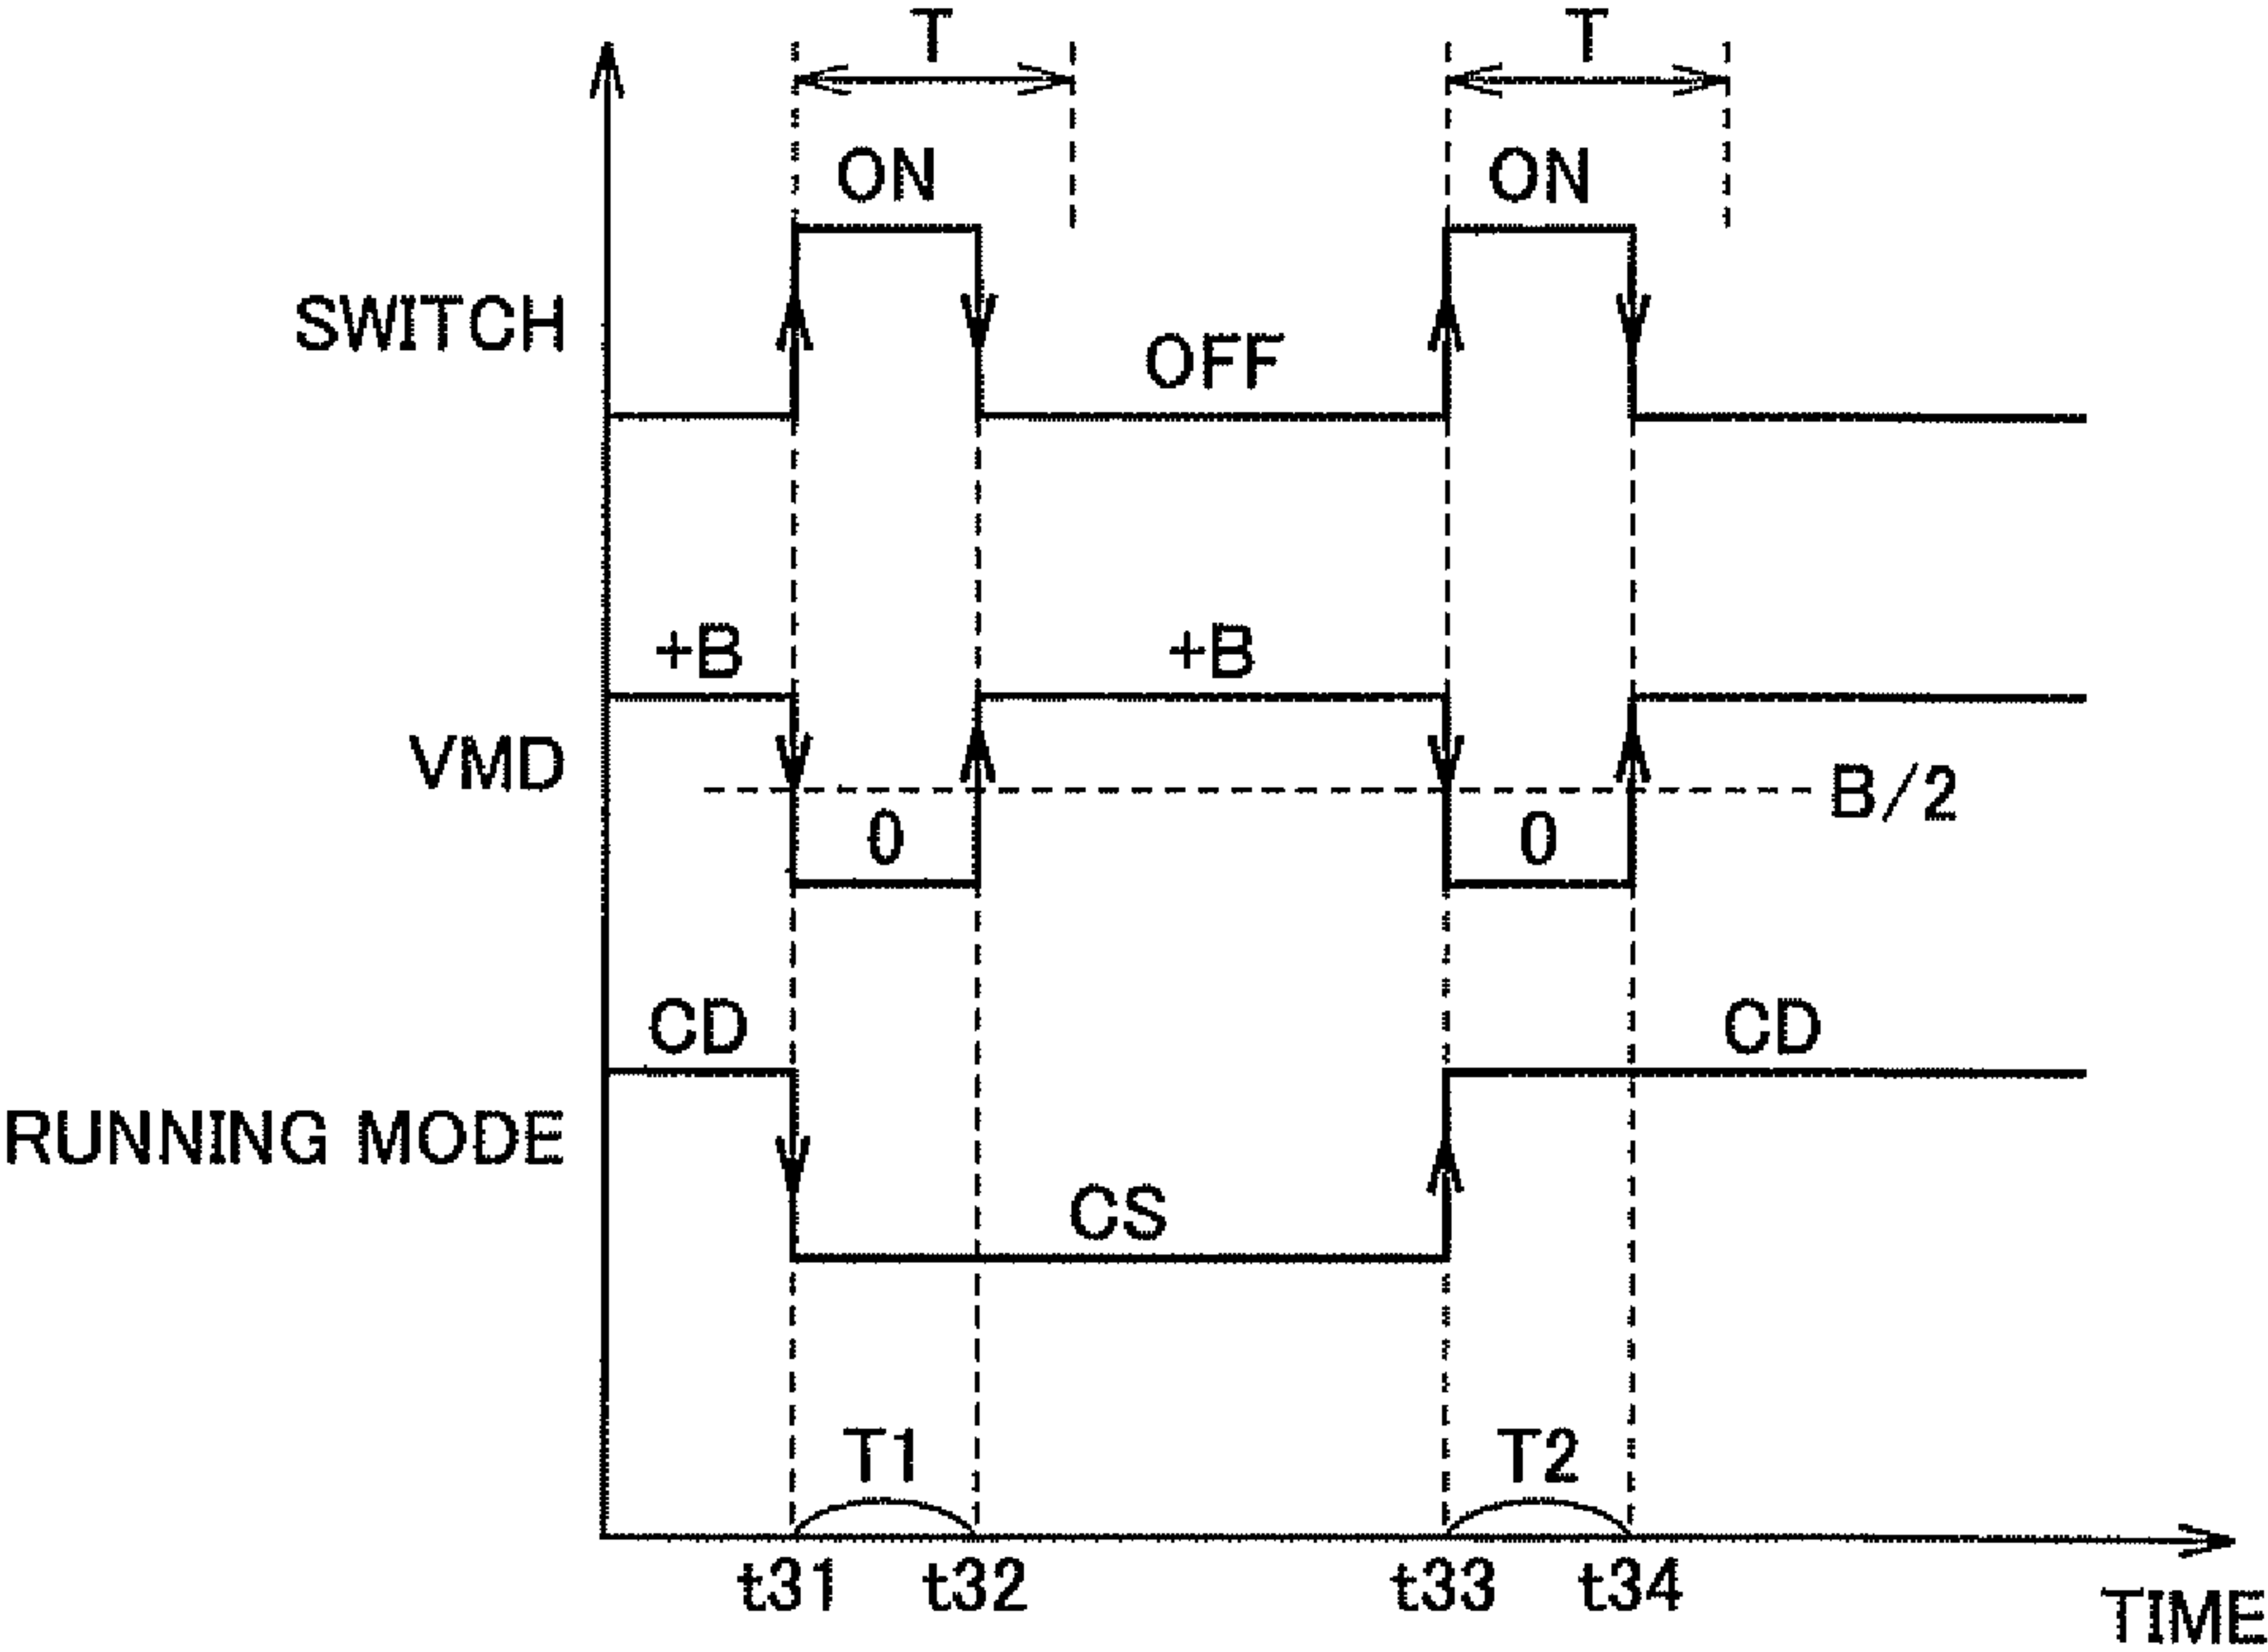 T T
ON ON
SWITCH
OFF
+B +B
VMD
B/2
0 0
CD CD
RUNNING MODE
CS
T1 T2
t31 t32 t33 t34
TIME